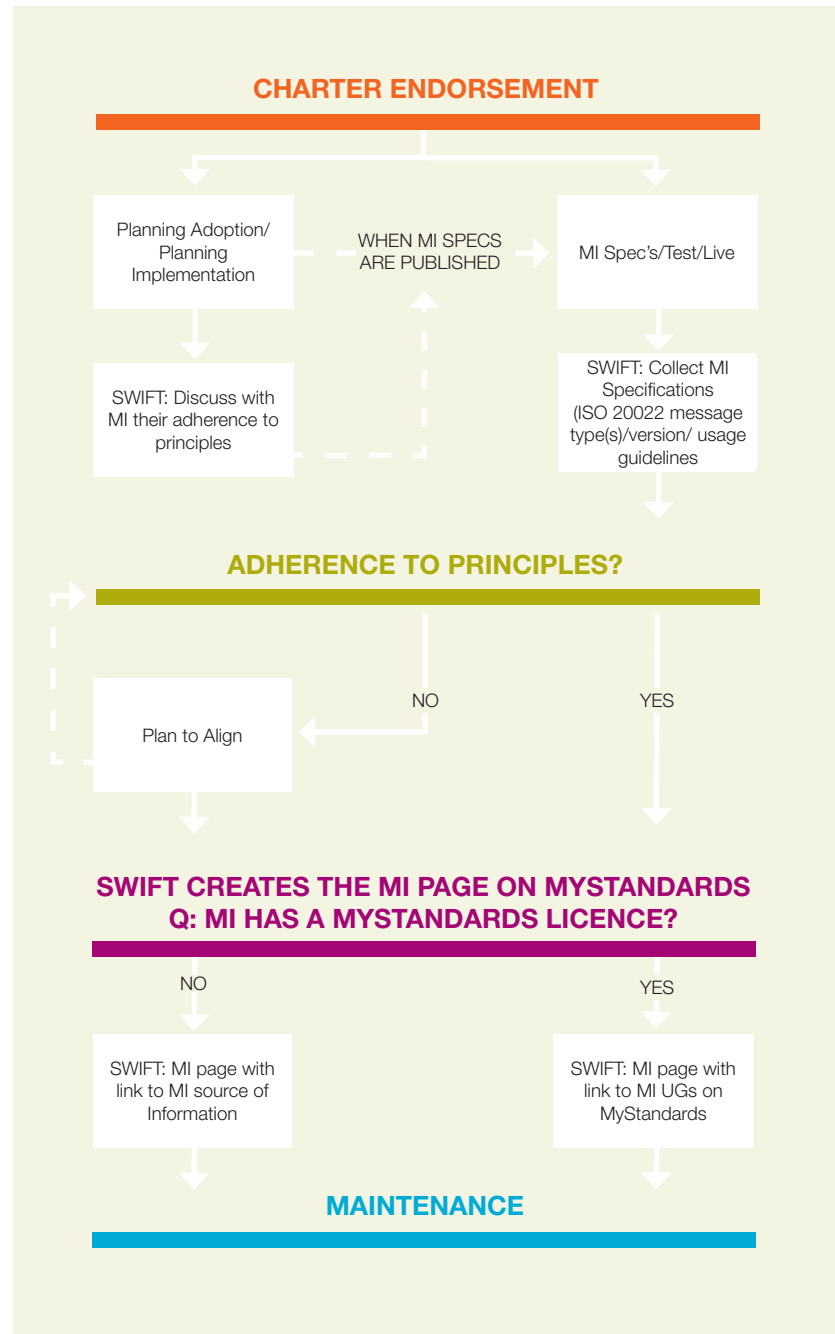 CHARTER ENDORSEMENT
Planning Adoption/
Planning
Implementation
WHEN MI SPECS
ARE PUBLISHED
MI Spec's/Test/Live
SWIFT: Discuss with
MI their adherence to
principles
SWIFT: Collect MI
Specifications
(ISO 20022 message
type(s)/version/ usage
guidelines
ADHERENCE TO PRINCIPLES?
NO
YES
Plan to Align
SWIFT CREATES THE MI PAGE ON MYSTANDARDS
Q: MI HAS A MYSTANDARDS LICENCE?
NO
YES
SWIFT: MI page with
link to MI source of
Information
SWIFT: MI page with
link to MI UGs on
MyStandards
MAINTENANCE